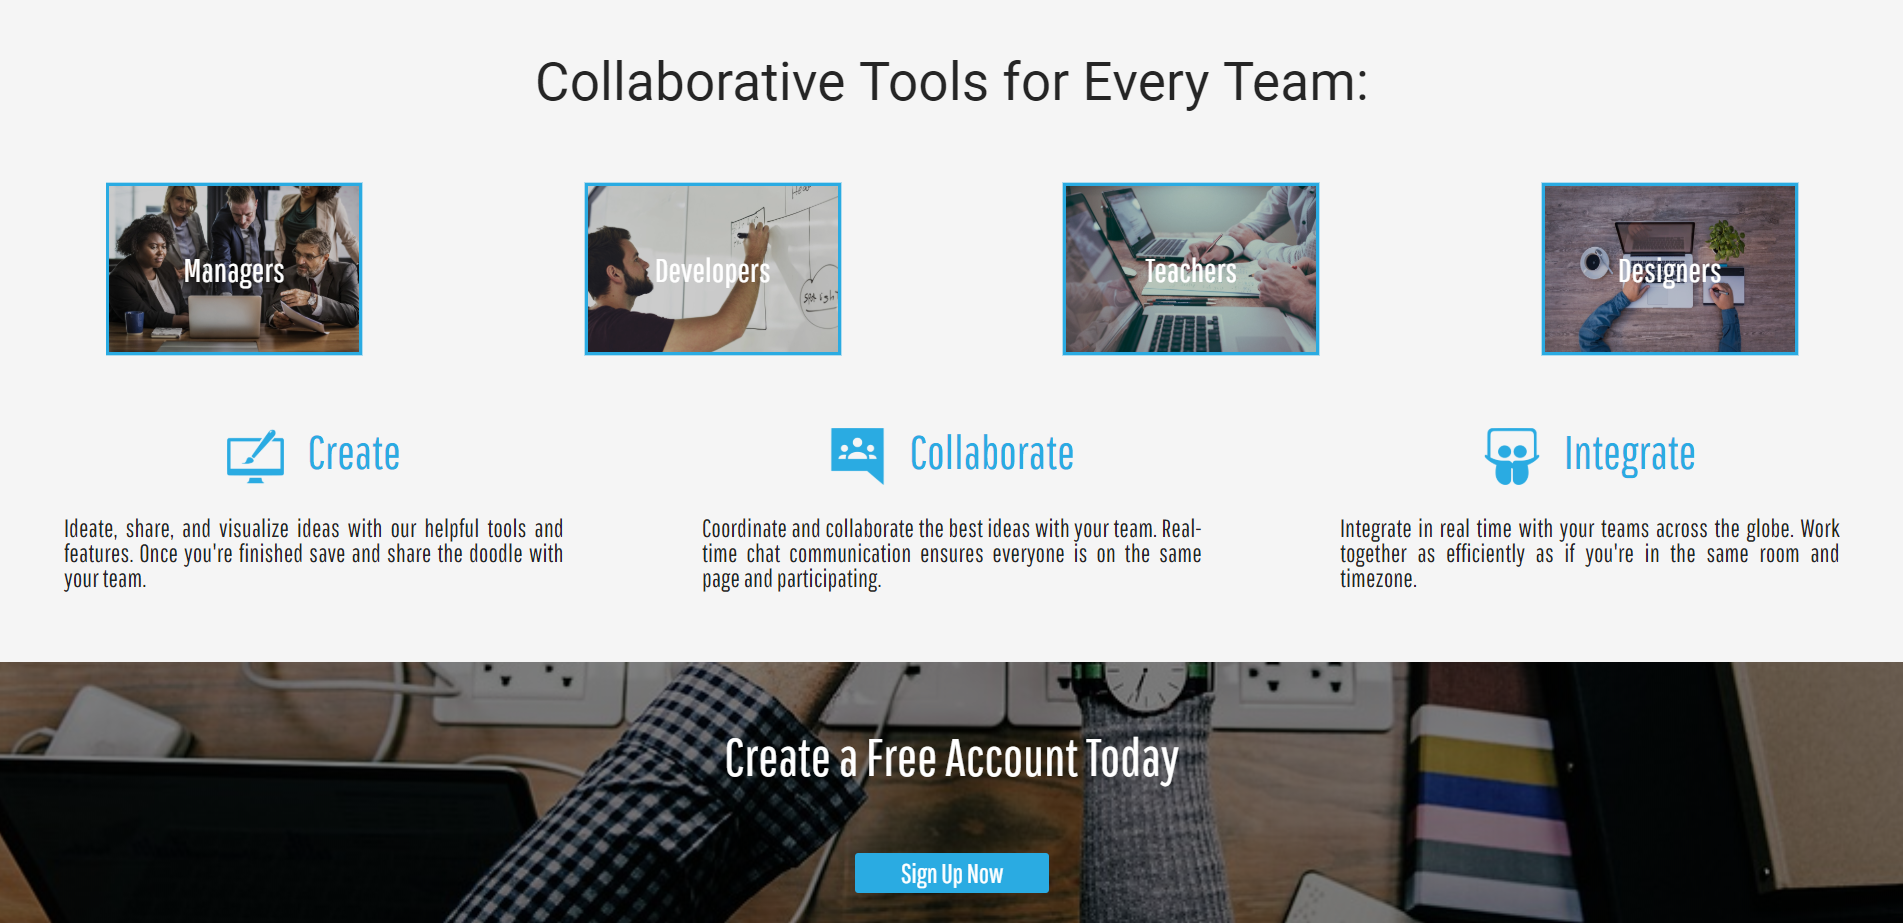 Collaborative Tools for Every Team:
Managers
Developers
Teachers
Designers
Create
Collaborate
Integrate
Ideate, share, and visualize ideas with our helpful tools and
features. Once you're finished save and share the doodle with
your team.
Coordinate and collaborate the best ideas with your team. Real-
time chat communication ensures everyone is on the same
page and participating.
Integrate in real time with your teams across the globe. Work
together as efficiently as if you're in the same room and
timezone.
Create a Free Account Today
Sign Up Now